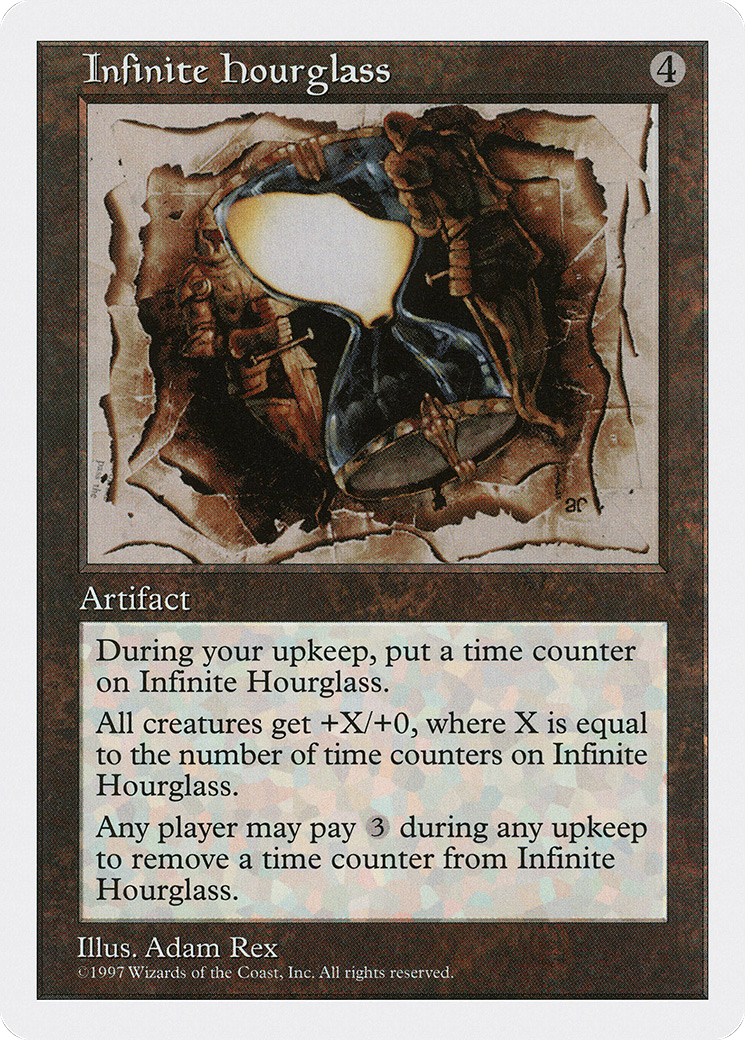 Infinite Hourglass 4
Artifact
During your upkeep, put a time counter
on Infinite Hourglass.
All creatures get +X/+0, where X is equal
to the number of time counters on Infinite
Hourglass.
Any player may pay 3 during any upkeep
to remove a time counter from Infinite
Hourglass.
Illus. Adam Rex
©1997 Wizards of the Coast, Inc. All rights reserved.